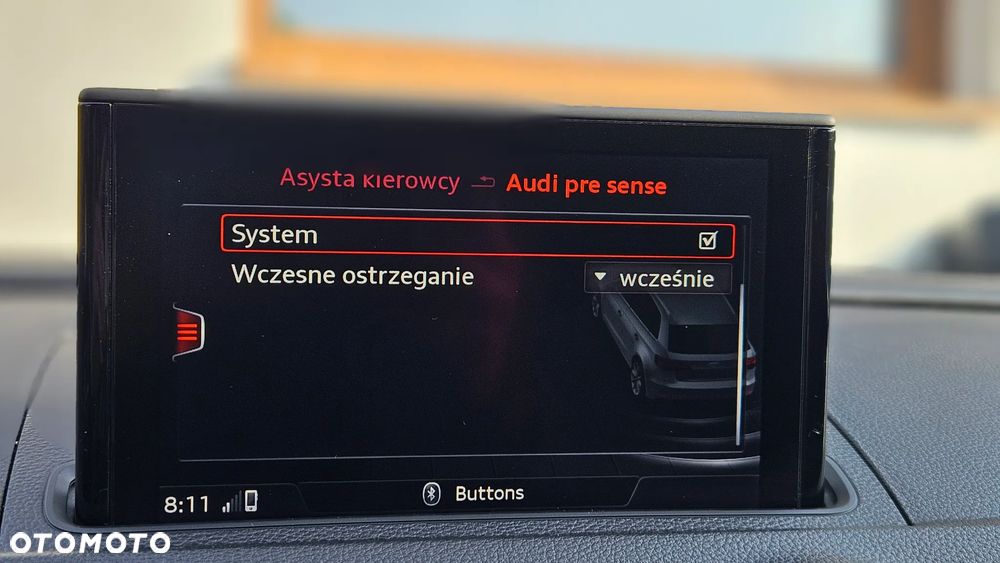 Asysta kierowcy Audi pre sense
System
Wczesne ostrzeganie wcześnie
8:11 Buttons
OTOMOTO